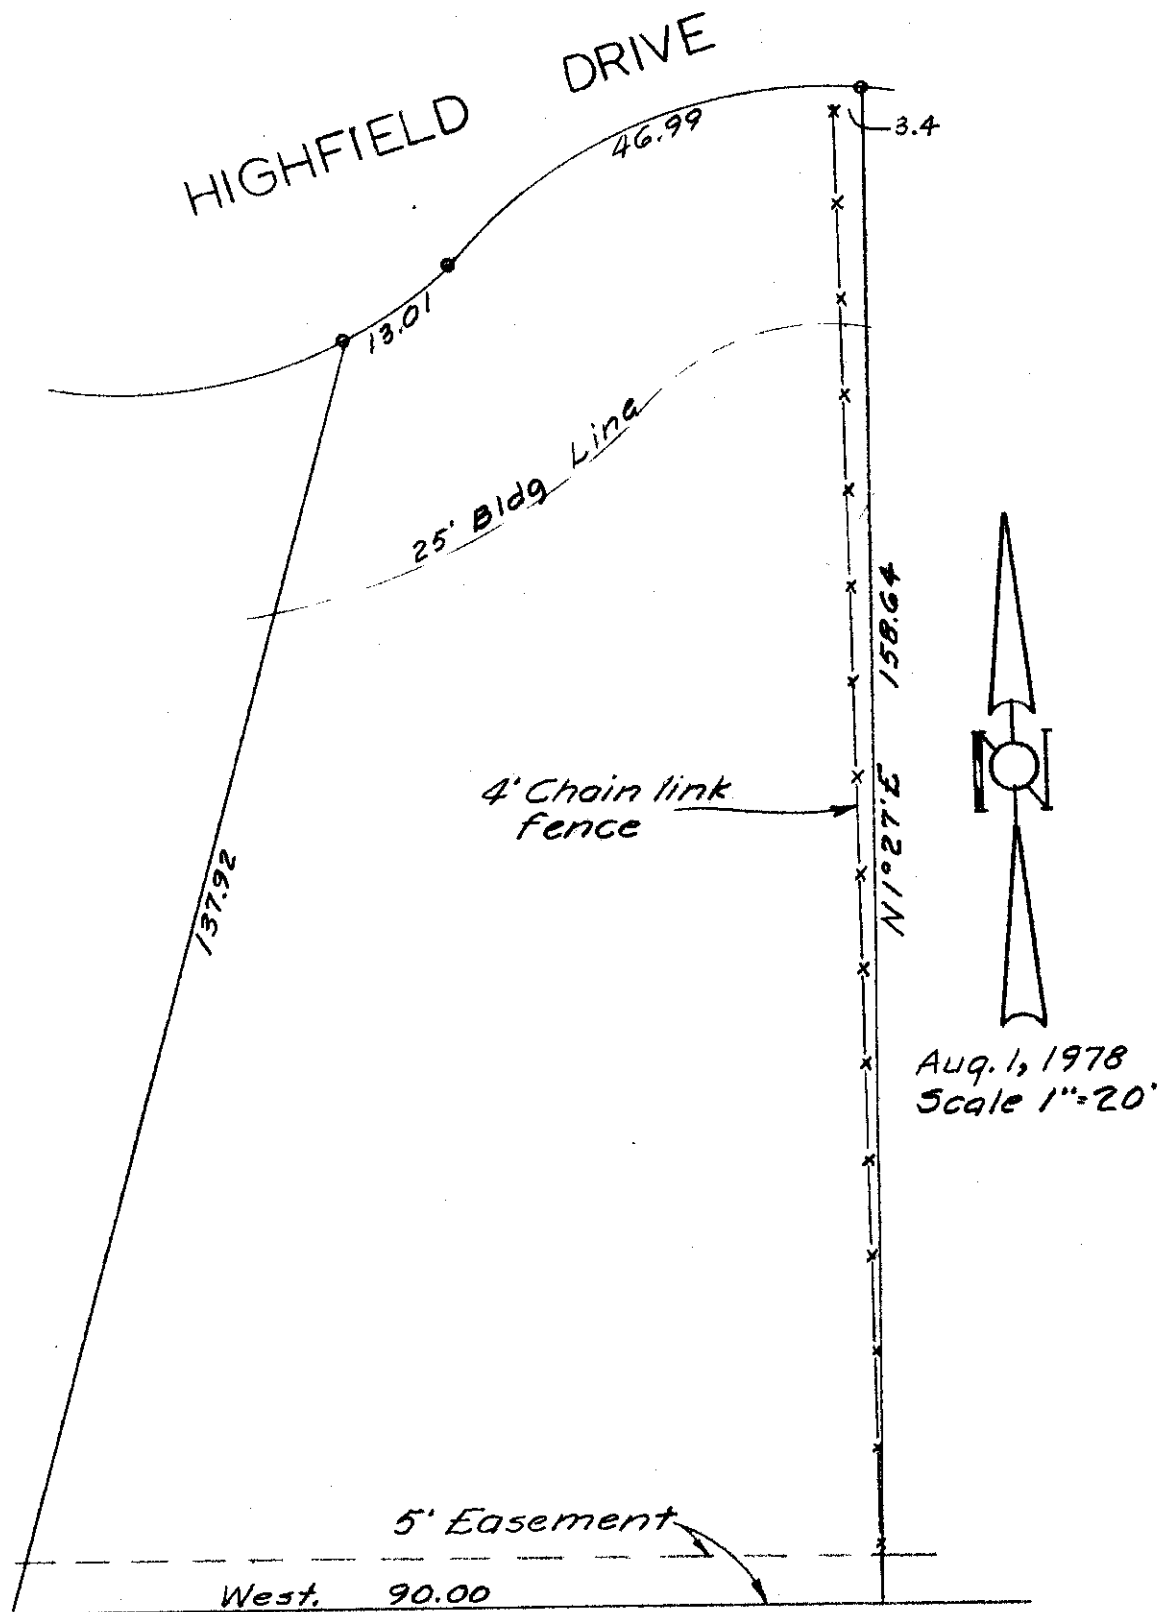 HIGHFIELD DRIVE
46.99
3.4
13.01
25' Bldg Line
158.64
N1°27'E
4' Chain link
fence
137.92
Aug. 1, 1978
Scale 1"=20'
5' Easement
West. 90.00